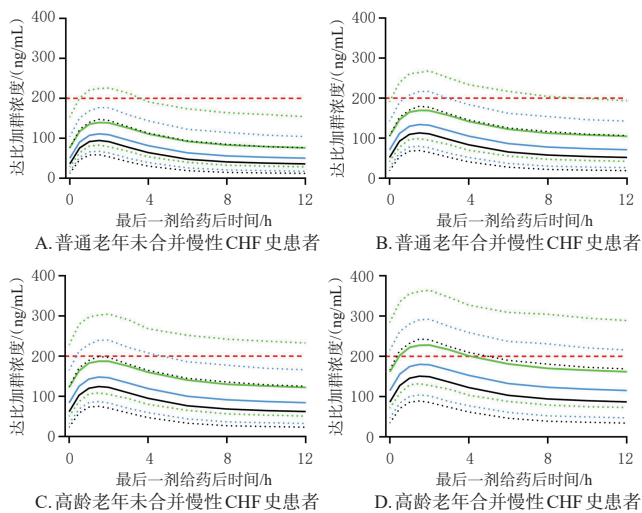 400
300
200
100
0
达比加群浓度/(ng/mL)
0 4 8 12
最后一剂给药后时间/h
A.普通老年未合并慢性CHF史患者
400
300
200
100
0
达比加群浓度/(ng/mL)
0 4 8 12
最后一剂给药后时间/h
B.普通老年合并慢性CHF史患者
400
300
200
100
0
达比加群浓度/(ng/mL)
0 4 8 12
最后一剂给药后时间/h
C.高龄老年未合并慢性CHF史患者
400
300
200
100
0
达比加群浓度/(ng/mL)
0 4 8 12
最后一剂给药后时间/h
D.高龄老年合并慢性CHF史患者